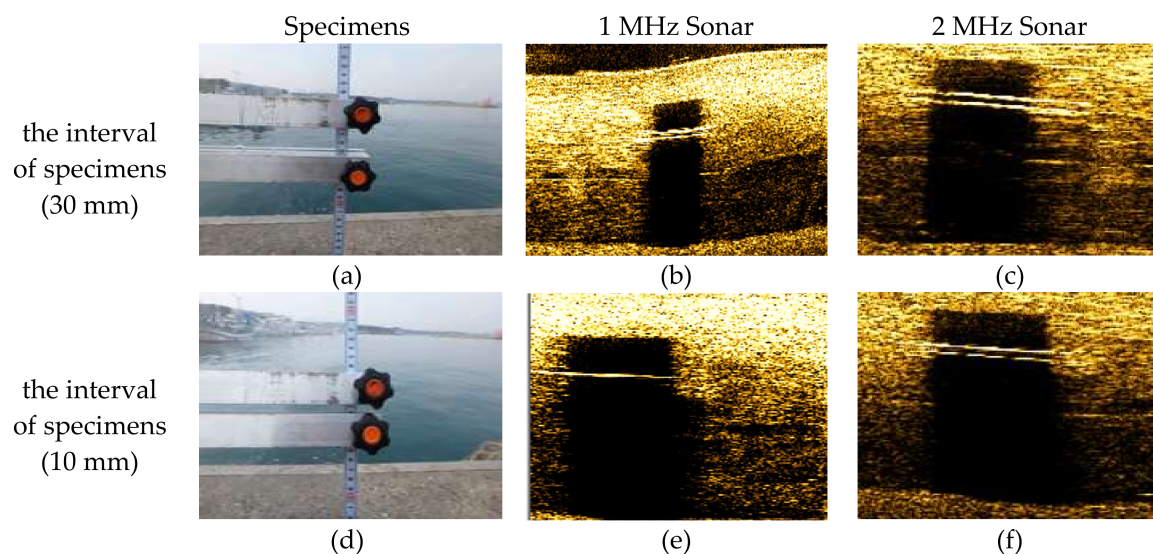 Specimens
1 MHz Sonar
2 MHz Sonar
the interval
of specimens
(30 mm)
(a)
(b)
(c)
the interval
of specimens
(10 mm)
(d)
(e)
(f)